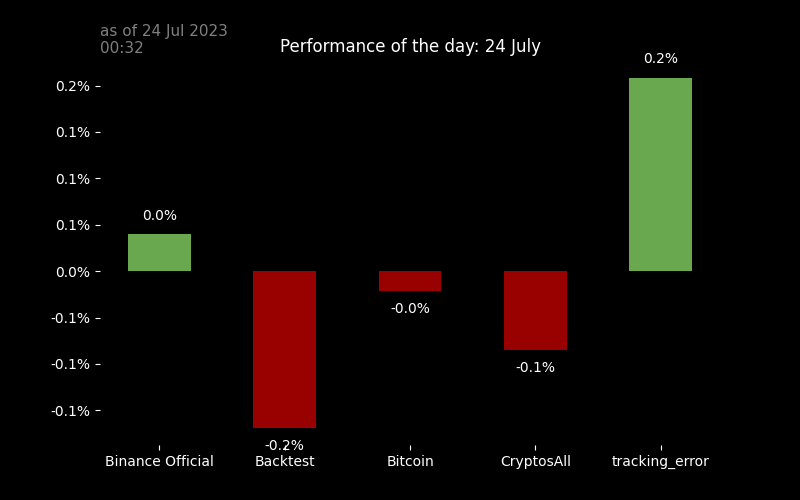 as of 24 Jul 2023
00:32
Performance of the day: 24 July
0.2%
0.2%
0.1%
0.1%
0.1%
0.0%
0.0%
-0.1%
-0.1%
-0.1%
-0.0%
-0.1%
-0.2%
Binance Official
Backtest
Bitcoin
CryptosAll
tracking_error